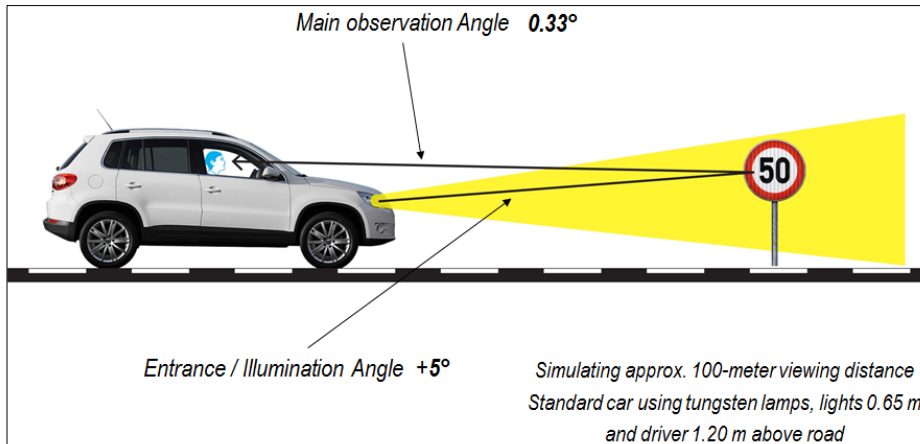 Main observation Angle 0.33°
50
Entrance / Illumination Angle +5°
Simulating approx. 100-meter viewing distance
Standard car using tungsten lamps, lights 0.65 m
and driver 1.20 m above road